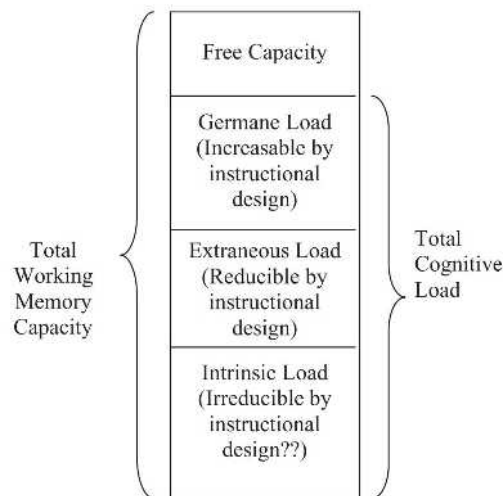 Free Capacity
Germane Load
(Increasable by
instructional
design)
Extraneous Load
(Reducible by
instructional
design)
Intrinsic Load
(Irreducible by
instructional
design??)
Total
Working
Memory
Capacity
Total
Cognitive
Load